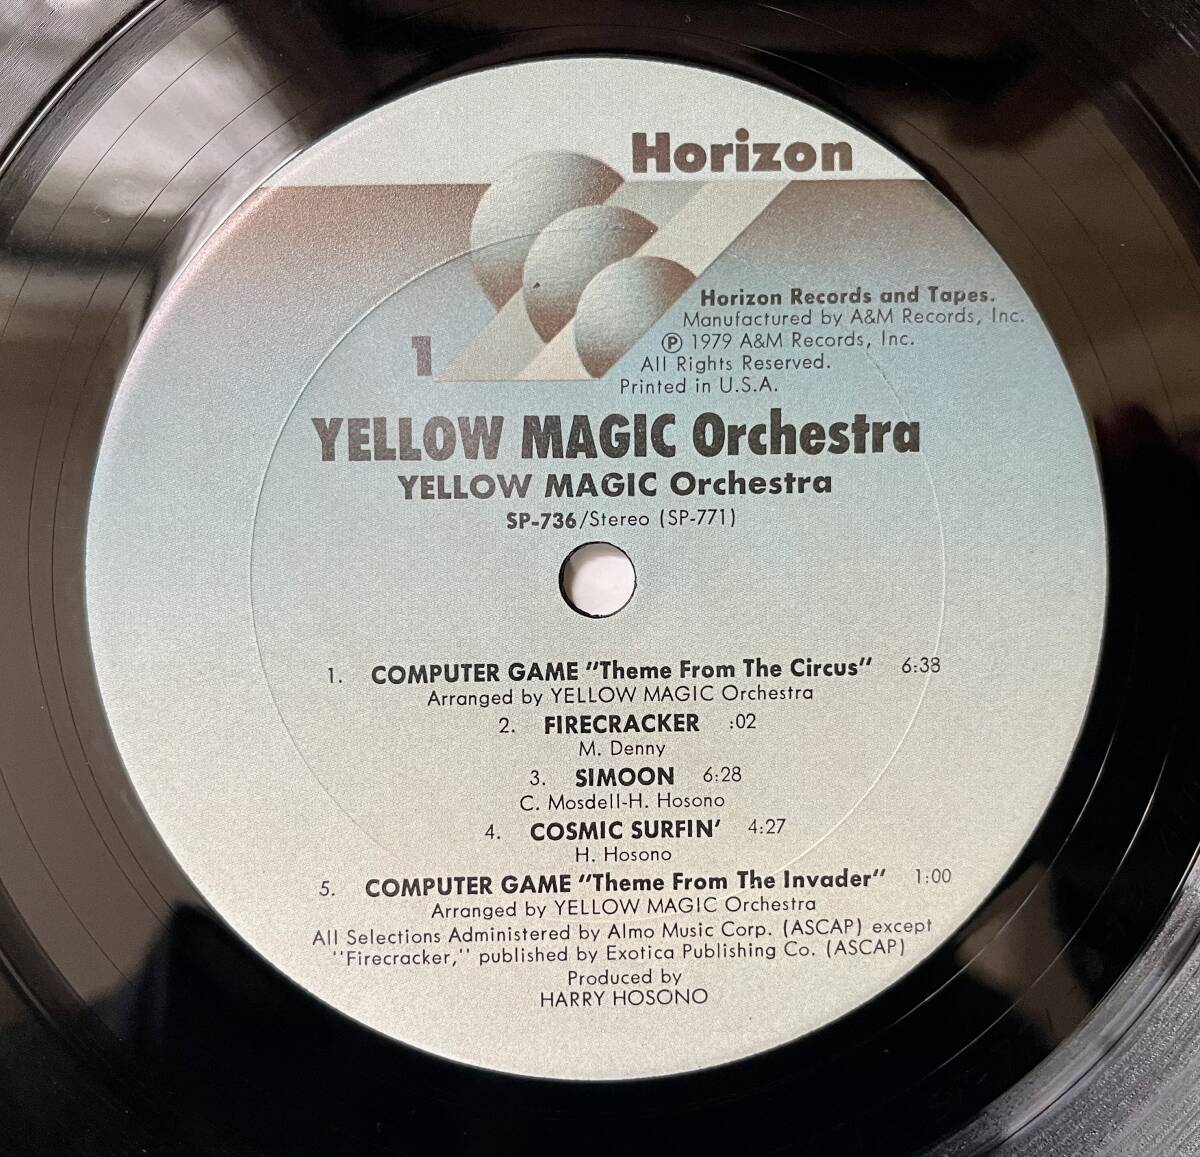 Horizon
Horizon Records and Tapes.
Manufactured by A&M Records, Inc.
℗ 1979 A&M Records, Inc.
All Rights Reserved.
Printed in U.S.A.
1
YELLOW MAGIC Orchestra
YELLOW MAGIC Orchestra
SP-736/Stereo (SP-771)
1. COMPUTER GAME "Theme From The Circus" 6:38
Arranged by YELLOW MAGIC Orchestra
2. FIRECRACKER :02
M. Denny
3. SIMOON 6:28
C. Mosdell-H. Hosono
4. COSMIC SURFIN' 4:27
H. Hosono
5. COMPUTER GAME "Theme From The Invader" 1:00
Arranged by YELLOW MAGIC Orchestra
All Selections Administered by Almo Music Corp. (ASCAP) except
"Firecracker," published by Exotica Publishing Co. (ASCAP)
Produced by
HARRY HOSONO